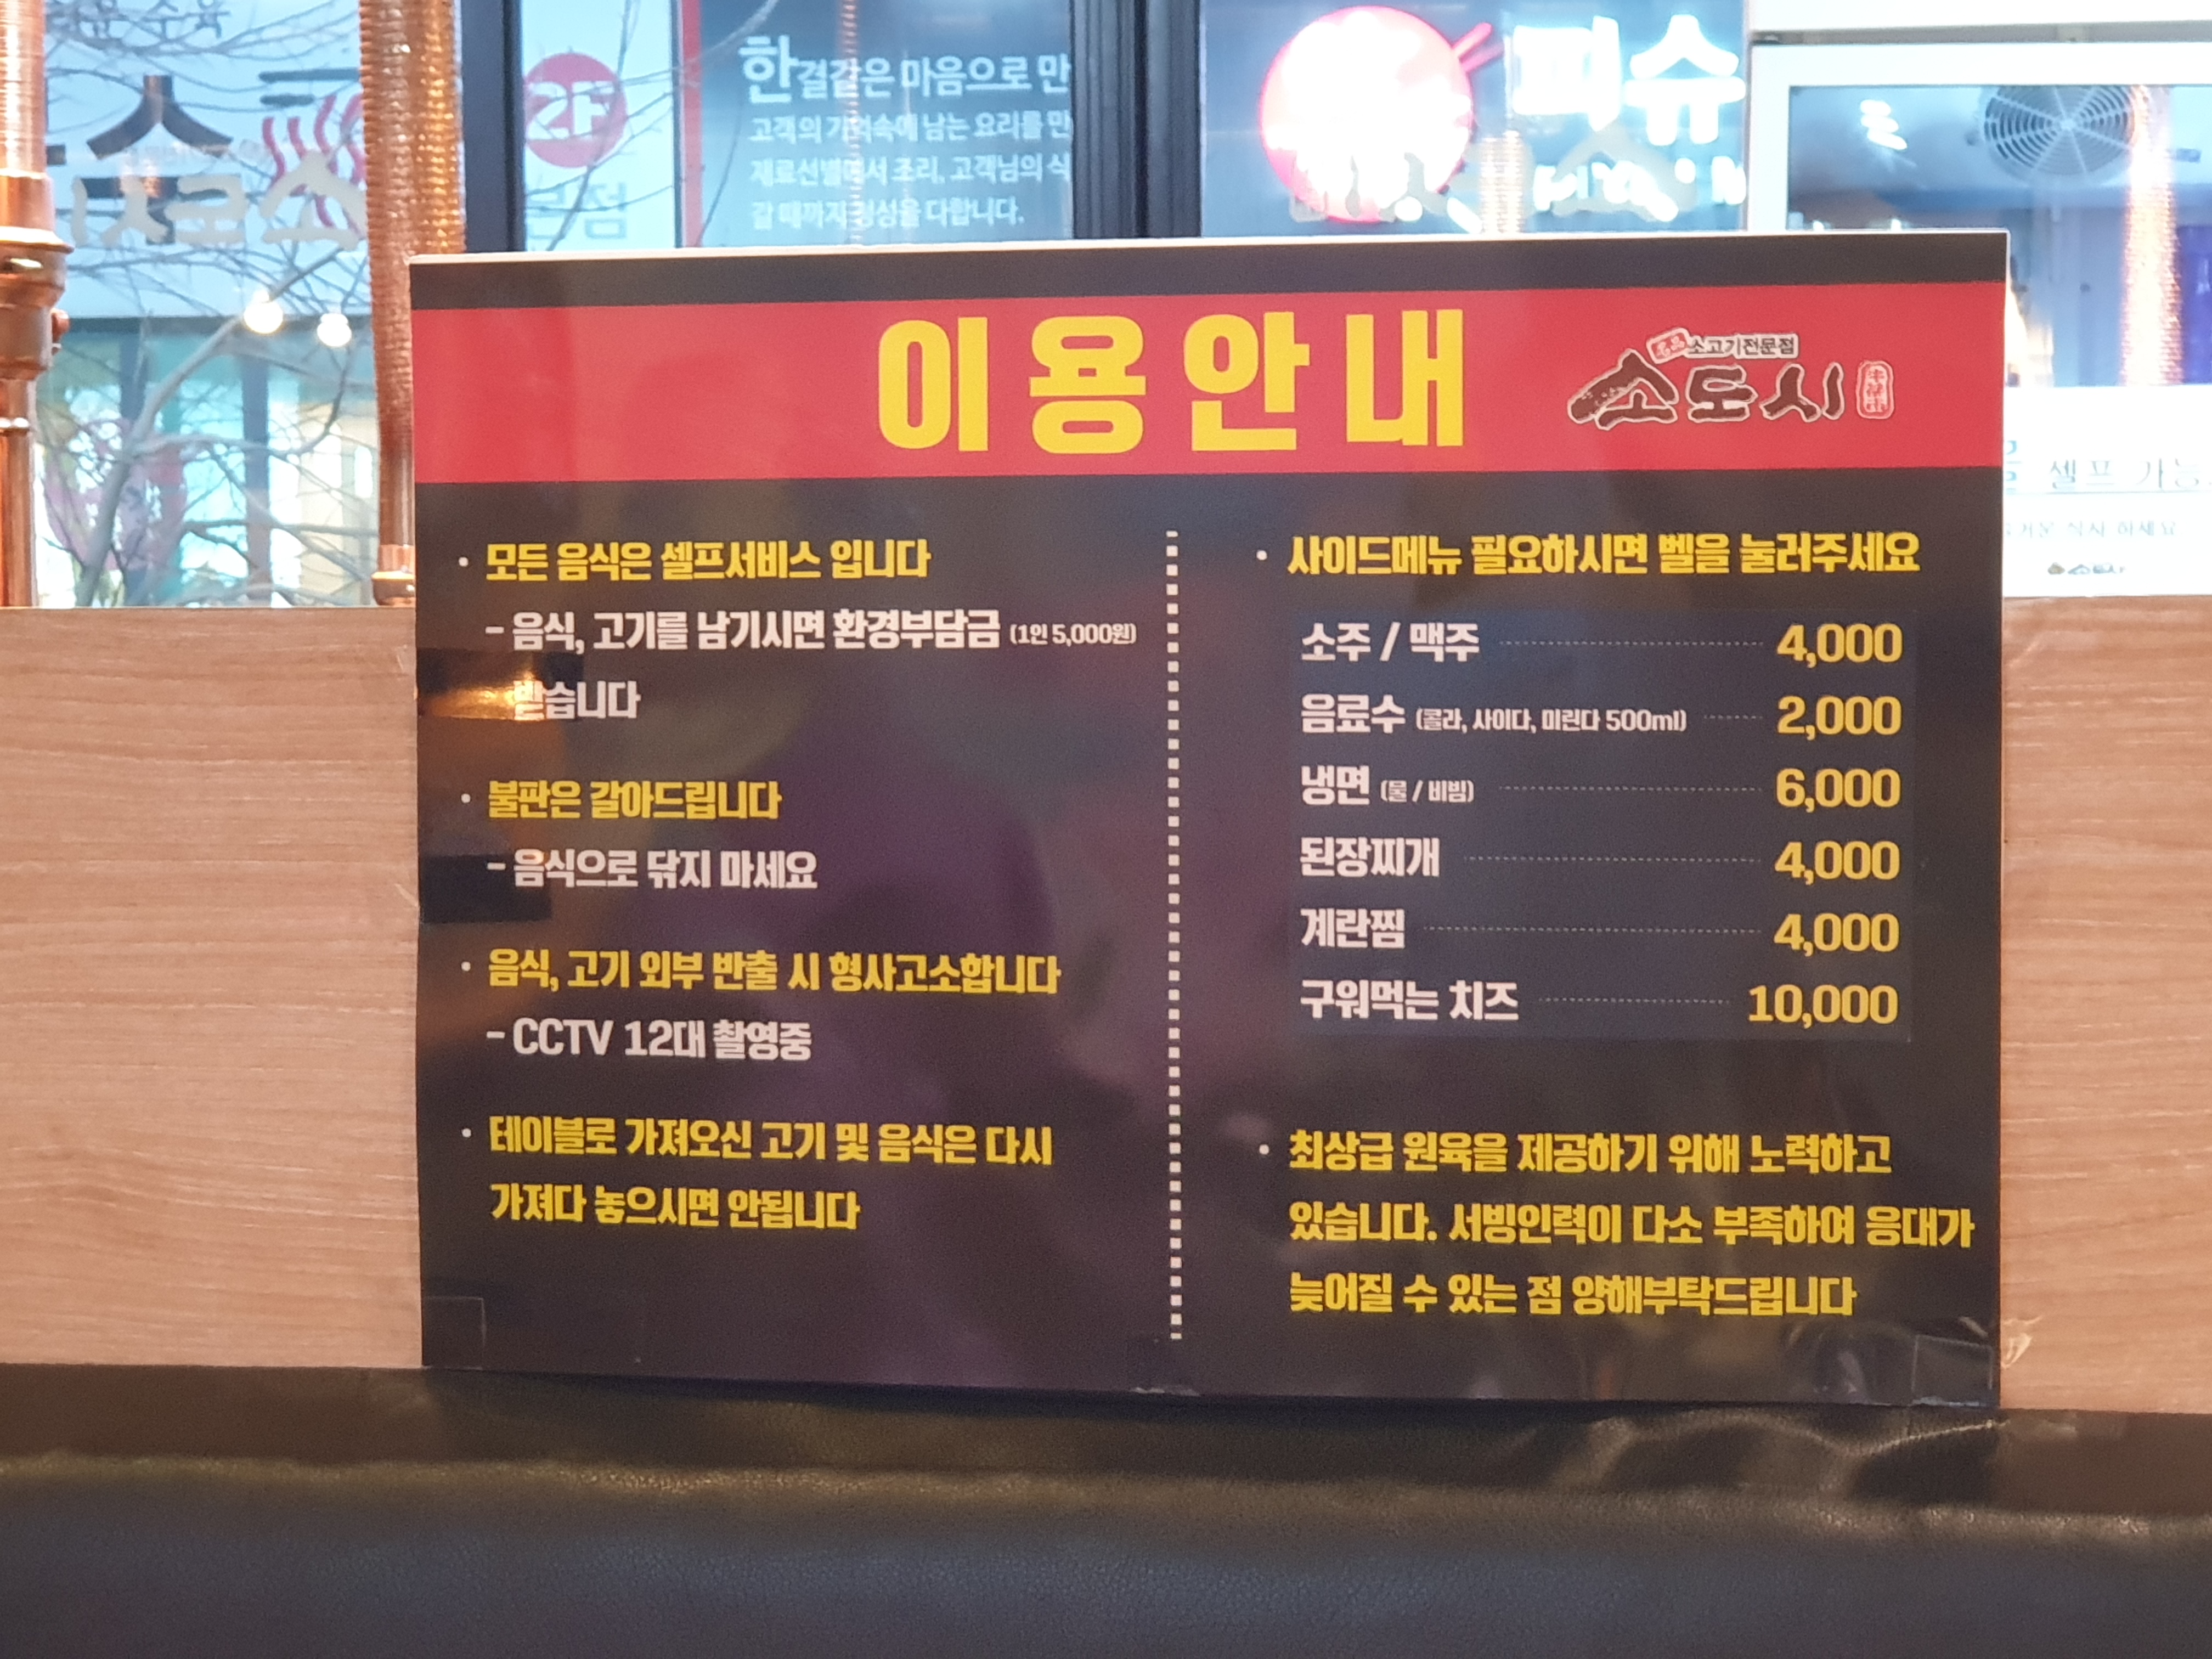 한결같은 마음으로 만
고객의 기억속에 남는 요리를 만
재료선별에서 조리, 고객님의 식
갈 때까지 정성을 다합니다.
피슈
이용안내
소고기전문점
소도시
· 모든 음식은 셀프서비스 입니다
- 음식, 고기를 남기시면 환경부담금 (1인 5,000원)
받습니다
· 불판은 갈아드립니다
- 음식으로 닦지 마세요
· 음식, 고기 외부 반출 시 형사고소합니다
- CCTV 12대 촬영중
· 테이블로 가져오신 고기 및 음식은 다시
가져다 놓으시면 안됩니다
· 사이드메뉴 필요하시면 벨을 눌러주세요
소주 / 맥주 4,000
음료수 (콜라, 사이다, 미린다 500ml) 2,000
냉면 (물 / 비빔) 6,000
된장찌개 4,000
계란찜 4,000
구워먹는 치즈 10,000
· 최상급 원육을 제공하기 위해 노력하고
있습니다. 서빙인력이 다소 부족하여 응대가
늦어질 수 있는 점 양해부탁드립니다
셀프 가능
식사 하세요
소도시